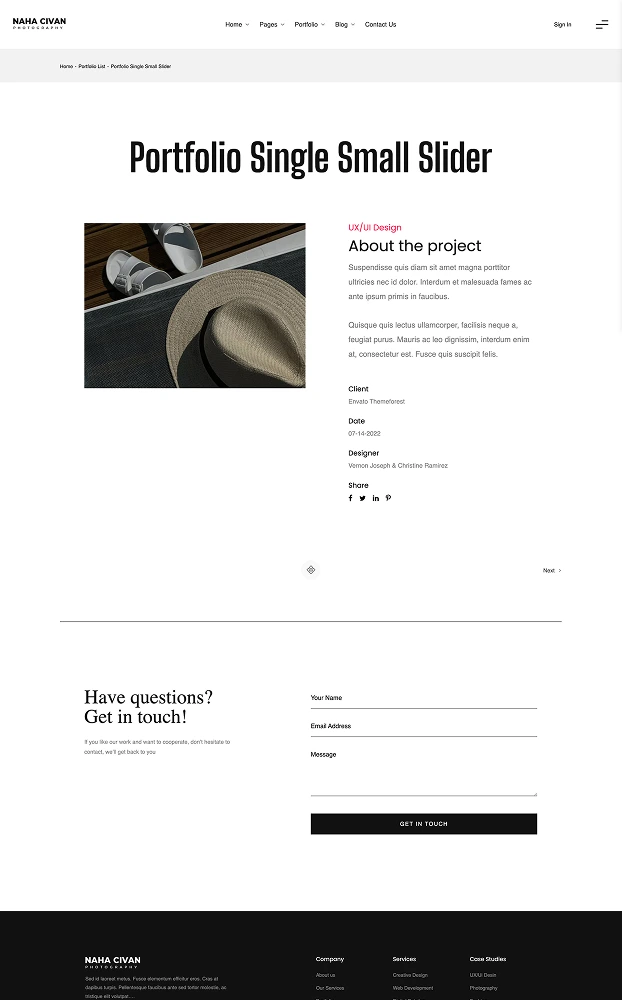 NAHA CIVAN
PHOTOGRAPHY
Home Pages Portfolio Blog Contact Us
Sign In
Home - Portfolio List - Portfolio Single Small Slider
Portfolio Single Small Slider
UX/UI Design
About the project
Suspendisse quis diam sit amet magna porttitor
ultricies nec id dolor. Interdum et malesuada fames ac
ante ipsum primis in faucibus.
Quisque quis lectus ullamcorper, facilisis neque a,
feugiat purus. Mauris ac leo dignissim, interdum enim
at, consectetur est. Fusce quis suscipit felis.
Client
Envato Themeforest
Date
07-14-2022
Designer
Vernon Joseph & Christine Ramirez
Share
Next >
Have questions?
Get in touch!
If you like our work and want to cooperate, don't hesitate to
contact, we'll get back to you
Your Name
Email Address
Message
GET IN TOUCH
NAHA CIVAN
PHOTOGRAPHY
Sed id laoreet metus. Fusce elementum efficitur eros. Cras at
dapibus turpis. Pellentesque faucibus ante sed tortor molestie, ac
tristique elit volutpat....
Company
About us
Our Services
Services
Creative Design
Web Development
Case Studies
UX/UI Desin
Photography